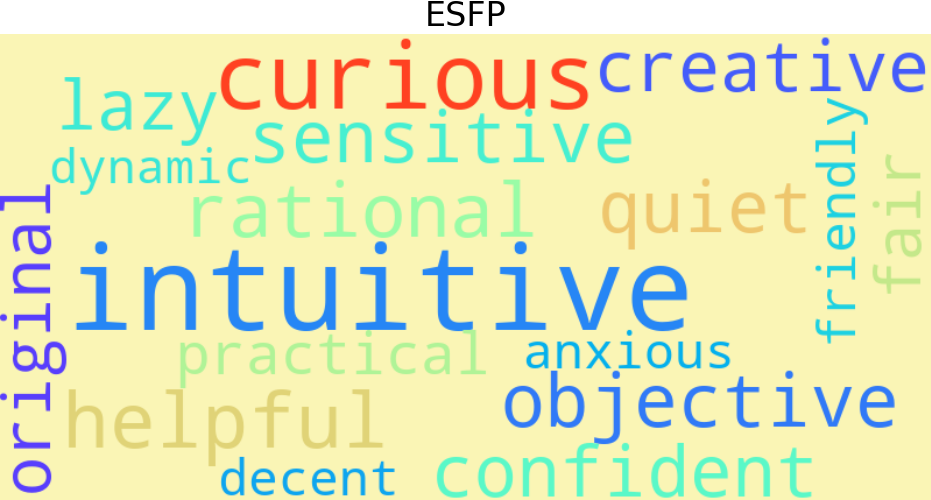 ESFP
curious
creative
lazy
sensitive
friendly
dynamic
fair
rational
quiet
original
intuitive
practical
anxious
objective
helpful
confident
decent